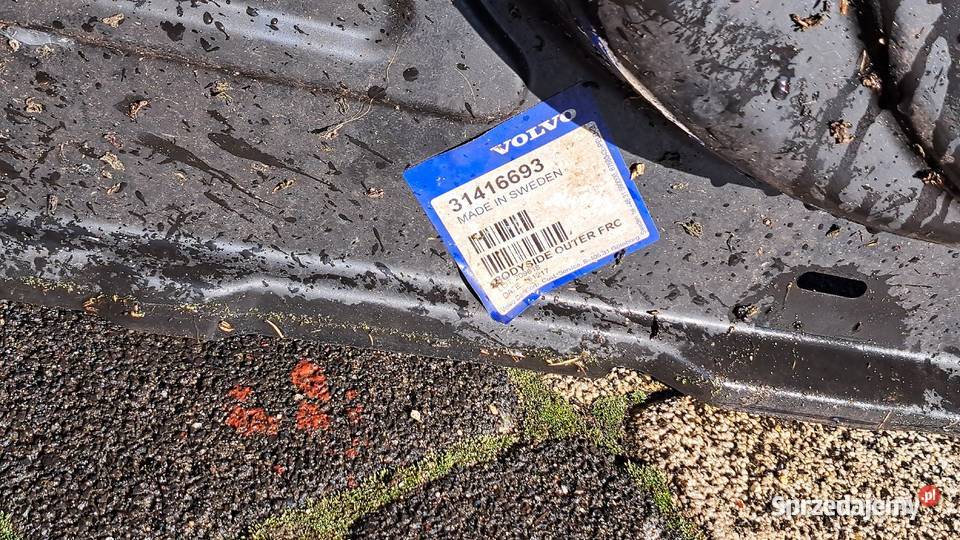 VOLVO
31416693
MADE IN SWEDEN
BODYSIDE OUTER FRC
Sprzedajemy.pl